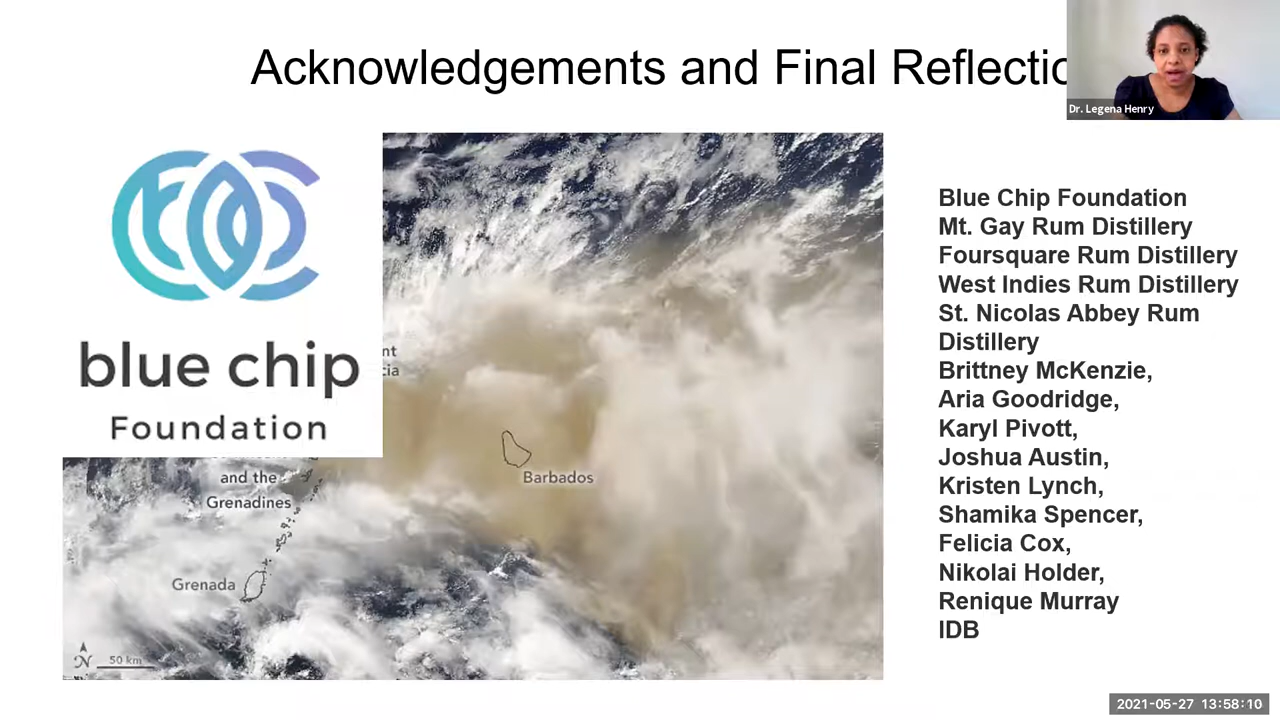 Acknowledgements and Final Reflectio
Dr. Legena Henry
blue chip
Foundation
nt
cia
and the
Grenadines
Barbados
Grenada
N
50 km
Blue Chip Foundation
Mt. Gay Rum Distillery
Foursquare Rum Distillery
West Indies Rum Distillery
St. Nicolas Abbey Rum
Distillery
Brittney McKenzie,
Aria Goodridge,
Karyl Pivott,
Joshua Austin,
Kristen Lynch,
Shamika Spencer,
Felicia Cox,
Nikolai Holder,
Renique Murray
IDB
2021-05-27 13:58:10